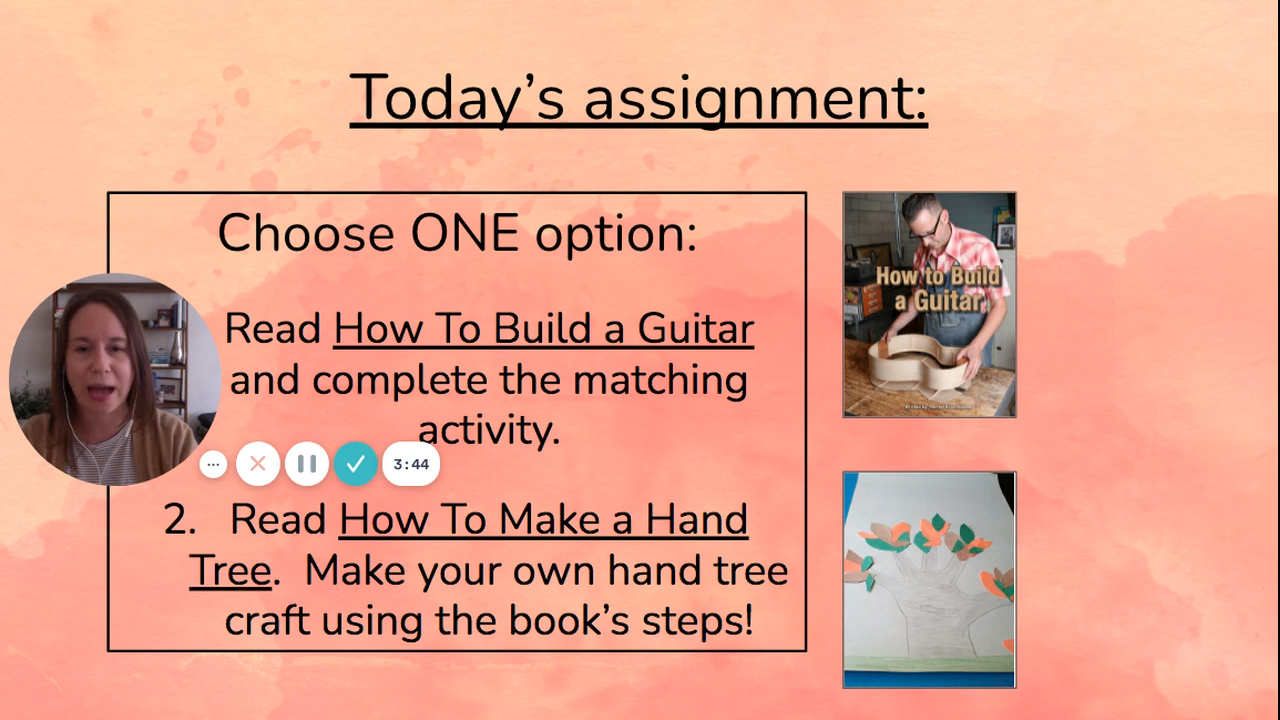 Today's assignment:
Choose ONE option:
Read How To Build a Guitar
and complete the matching
activity.
3:44
2. Read How To Make a Hand
Tree. Make your own hand tree
craft using the book's steps!
How to Build
a Guitar